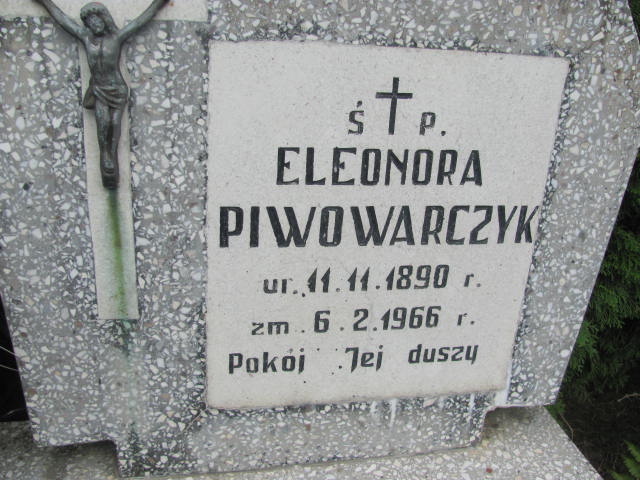 Ś P.
ELEONORA
PIWOWARCZYK
ur. 11.11.1890 r.
zm. 6.2.1966 r.
Pokój Jej duszy